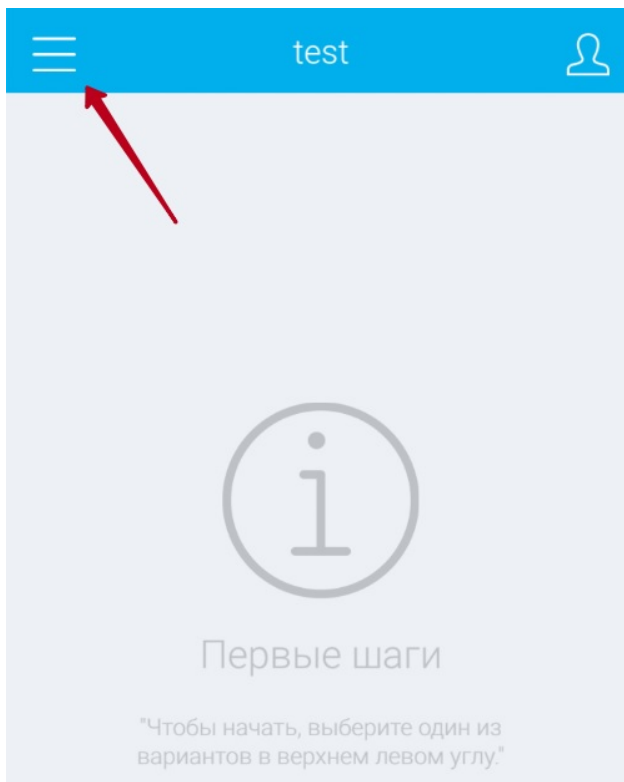 test
Первые шаги
"Чтобы начать, выберите один из
вариантов в верхнем левом углу."